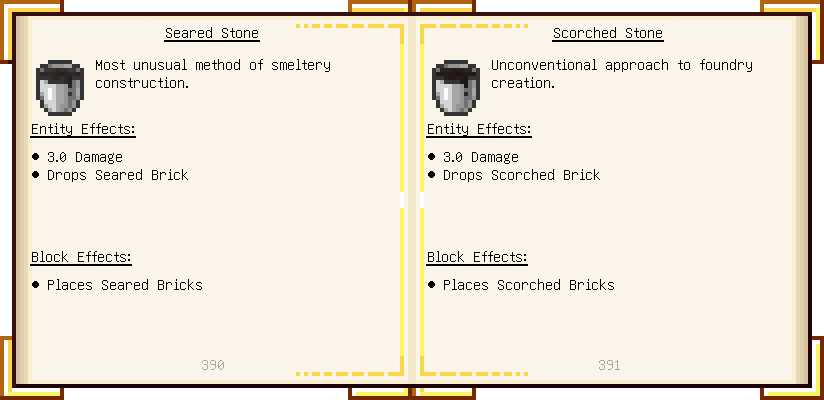 Seared Stone
Most unusual method of smeltery
construction.
Entity Effects:
● 3.0 Damage
● Drops Seared Brick
Block Effects:
● Places Seared Bricks
390
Scorched Stone
Unconventional approach to foundry
creation.
Entity Effects:
● 3.0 Damage
● Drops Scorched Brick
Block Effects:
● Places Scorched Bricks
391